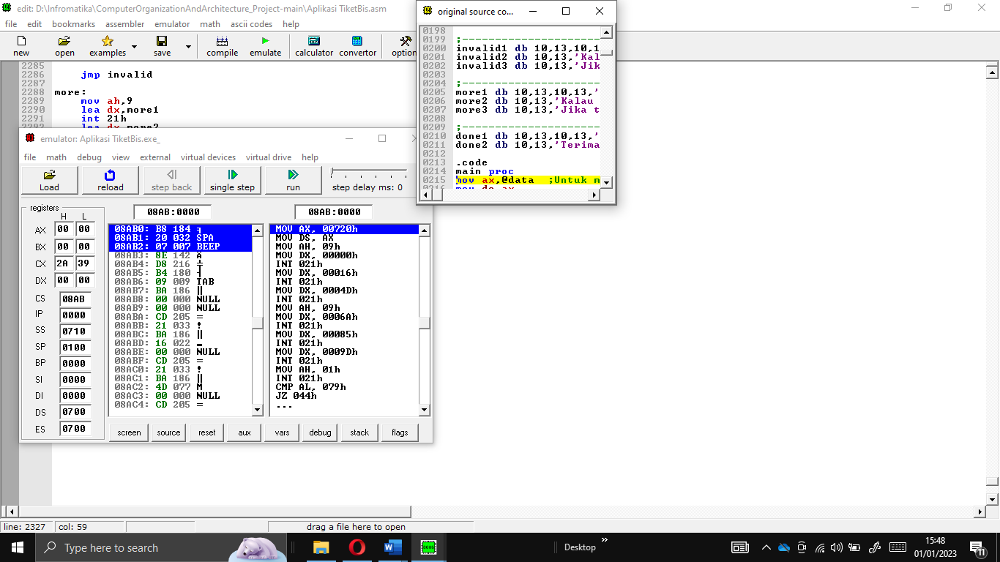 edit: D:\Infromatika\ComputerOrganizationAndArchitecture_Project-main\Aplikasi TiketBis.asm
file edit bookmarks assembler emulator math ascii codes help
new open examples save compile emulate calculator convertor option
2285
2286 jmp invalid
2287
2288 more:
2289 mov ah,9
2290 lea dx,more1
2291 int 21h
2292 lea dx,more2
original source co...
0198
0199 ;------------------
0200 invalid1 db 10,13,10,1
0201 invalid2 db 10,13,'Kal
0202 invalid3 db 10,13,'Jik
0203
0204 ;------------------
0205 more1 db 10,13,10,13,'
0206 more2 db 10,13,'Kalau
0207 more3 db 10,13,'Jika t
0208
0209 ;------------------
0210 done1 db 10,13,10,13,'
0211 done2 db 10,13,'Terima
0212
0213 .code
0214 main proc
0215 mov ax,@data ;Untuk m
0216 mov ds,ax
emulator: Aplikasi TiketBis.exe_
file math debug view external virtual devices virtual drive help
Load reload step back single step run step delay ms: 0
registers
H L
AX 00 00
BX 00 00
CX 2A 39
DX 00 00
CS 08AB
IP 0000
SS 0710
SP 0100
BP 0000
SI 0000
DI 0000
DS 0700
ES 0700
08AB:0000
08AB0: B8 184 ╕
08AB1: 20 032 SPA
08AB2: 07 007 BEEP
08AB3: 8E 142 Ä
08AB4: D8 216 ╪
08AB5: B4 180 ┤
08AB6: 09 009 TAB
08AB7: BA 186 ║
08AB8: 00 000 NULL
08AB9: 00 000 NULL
08ABA: CD 205 =
08ABB: 21 033 !
08ABC: BA 186 ║
08ABD: 16 022 ▬
08ABE: 00 000 NULL
08ABF: CD 205 =
08AC0: 21 033 !
08AC1: BA 186 ║
08AC2: 4D 077 M
08AC3: 00 000 NULL
08AC4: CD 205 =
08AB:0000
MOV AX, 00720h
MOV DS, AX
MOV AH, 09h
MOV DX, 00000h
INT 021h
MOV DX, 00016h
INT 021h
MOV DX, 0004Dh
INT 021h
MOV AH, 09h
MOV DX, 0006Ah
INT 021h
MOV DX, 00085h
INT 021h
MOV DX, 0009Dh
INT 021h
MOV AH, 01h
INT 021h
CMP AL, 079h
JZ 044h
...
screen source reset aux vars debug stack flags
line: 2327 col: 59 drag a file here to open
Type here to search
Desktop
15:48
01/01/2023
11